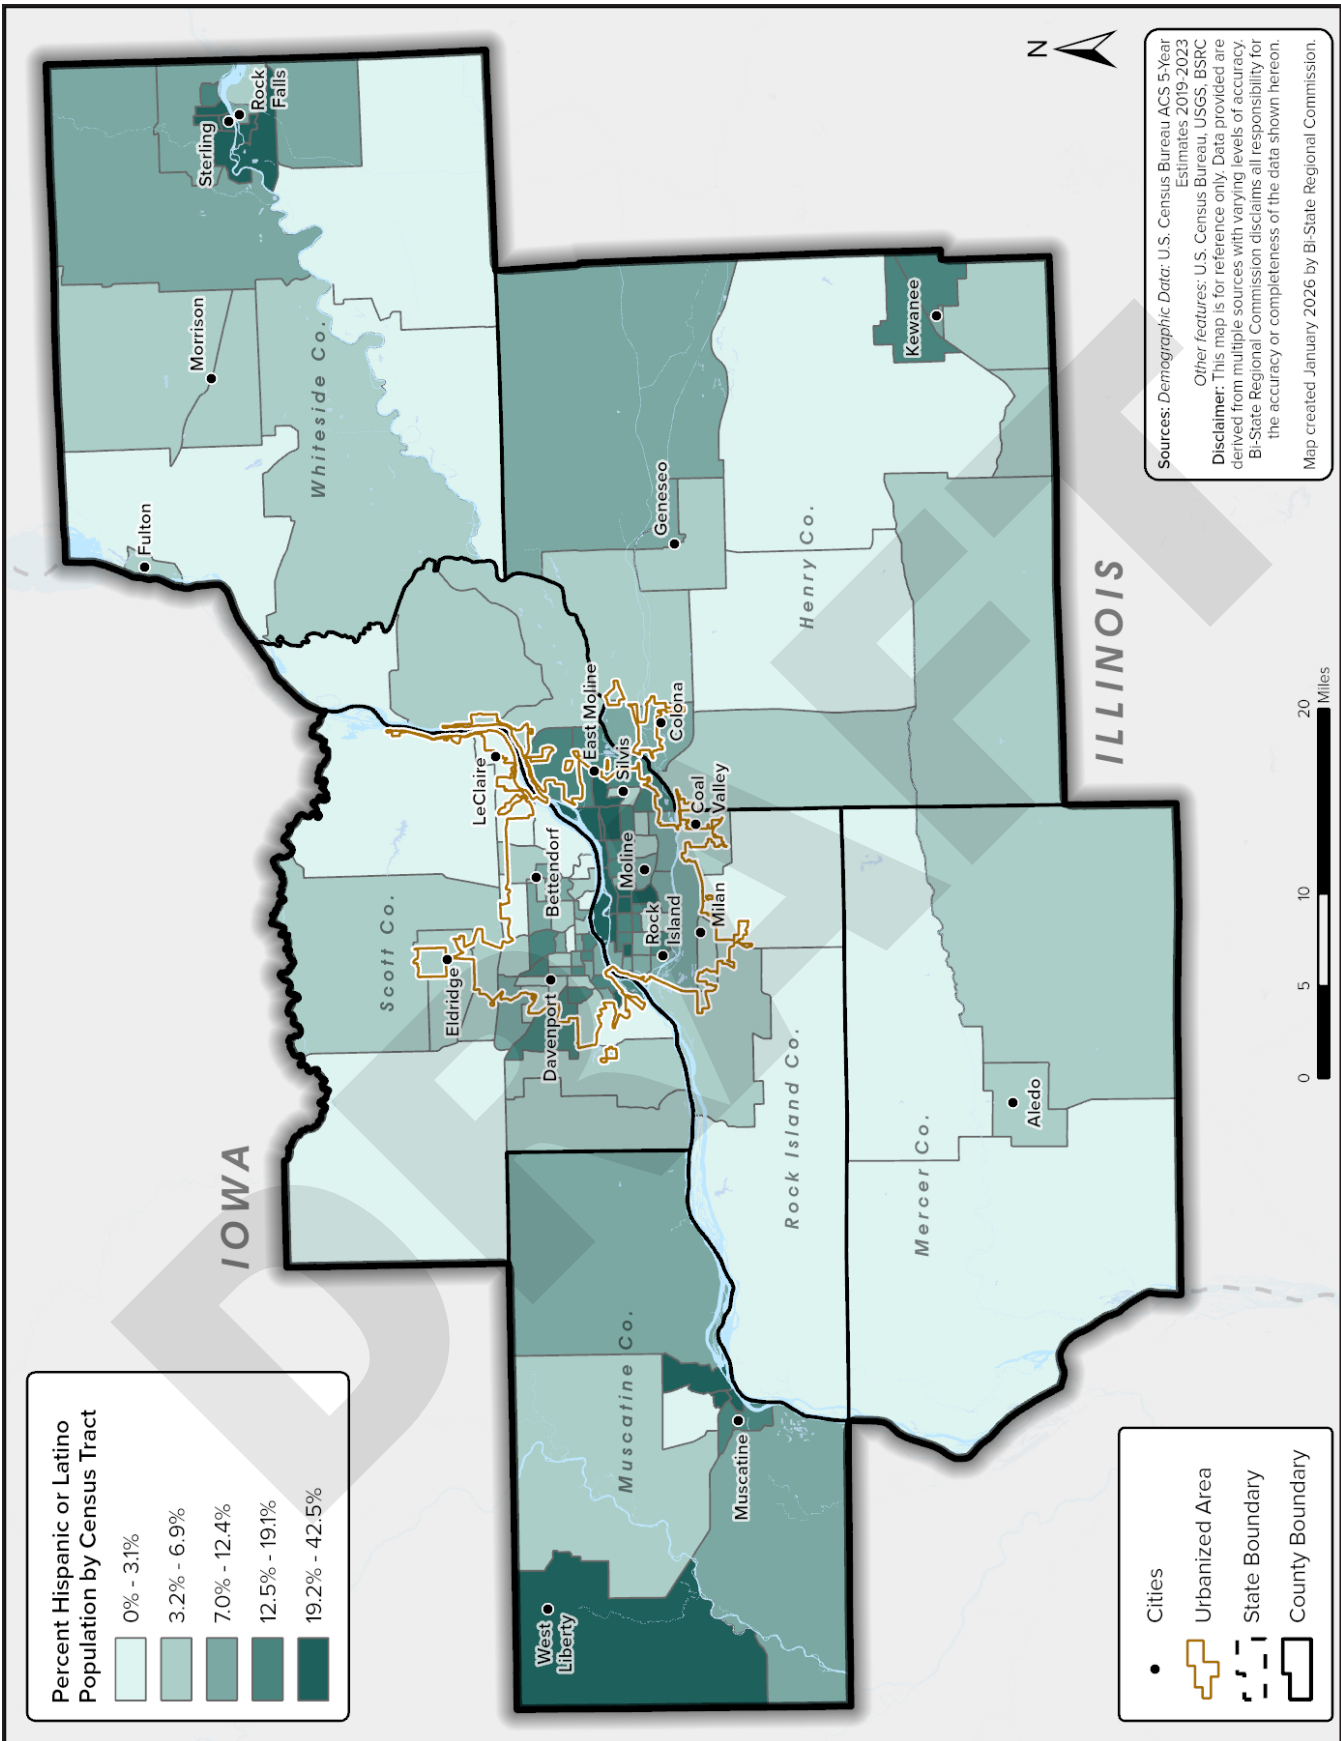 Percent Hispanic or Latino
Population by Census Tract
0% - 3.1%
3.2% - 6.9%
7.0% - 12.4%
12.5% - 19.1%
19.2% - 42.5%
IOWA
ILLINOIS
DRAFT
Scott Co.
Whiteside Co.
Muscatine Co.
Rock Island Co.
Henry Co.
Mercer Co.
Fulton
Morrison
Sterling
Rock
Falls
LeClaire
Eldridge
Bettendorf
Davenport
East Moline
Silvis
Moline
Rock
Island
Colona
Coal
Valley
Milan
Geneseo
Kewanee
West
Liberty
Muscatine
Aledo
N
Cities
Urbanized Area
State Boundary
County Boundary
0 5 10 20
Miles
Sources: Demographic Data: U.S. Census Bureau ACS 5-Year
Estimates 2019-2023
Other features: U.S. Census Bureau, USGS, BSRC
Disclaimer: This map is for reference only. Data provided are
derived from multiple sources with varying levels of accuracy.
Bi-State Regional Commission disclaims all responsibility for
the accuracy or completeness of the data shown hereon.
Map created January 2026 by Bi-State Regional Commission.